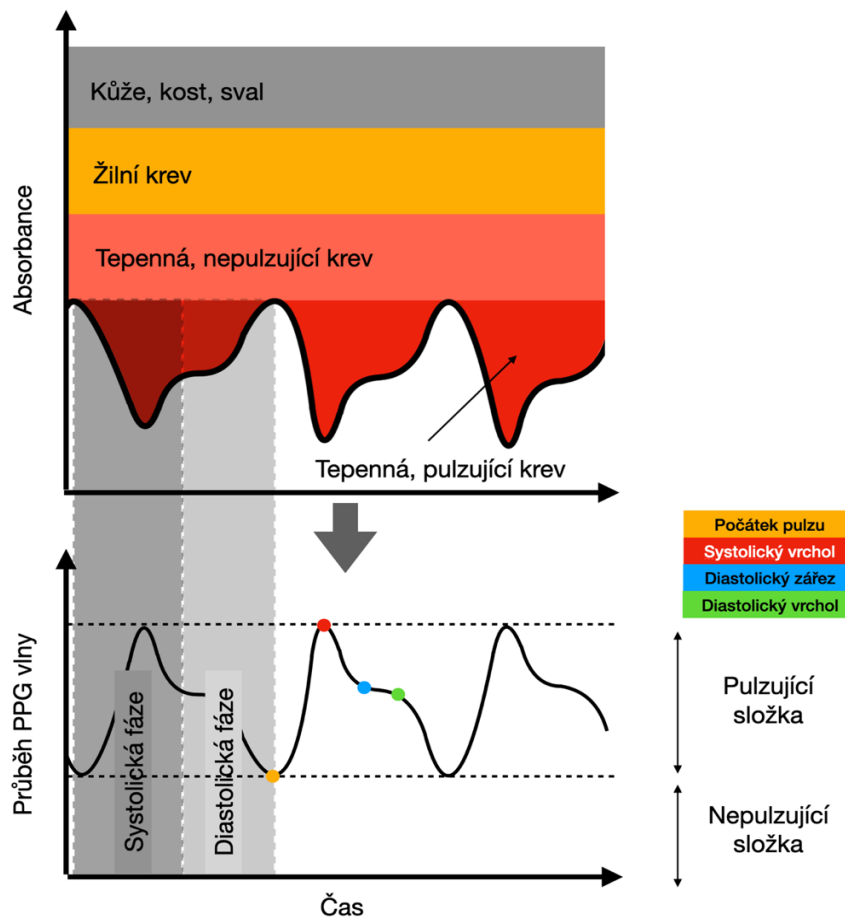 Kůže, kost, sval
Žilní krev
Tepenná, nepulzující krev
Absorbance
Tepenná, pulzující krev
Počátek pulzu
Systolický vrchol
Diastolický zářez
Diastolický vrchol
Průběh PPG vlny
Systolická fáze
Diastolická fáze
Pulzující
složka
Nepulzující
složka
Čas